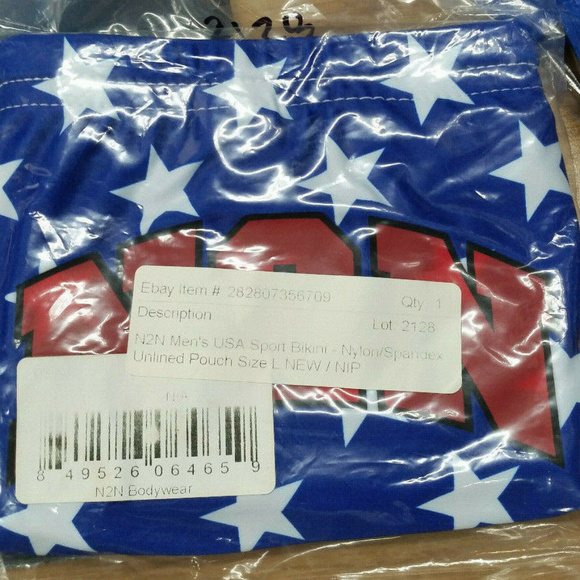 N2N
Ebay Item # 282807356709 Qty 1
Description Lot 2128
N2N Men's USA Sport Bikini - Nylon/Spandex
Unlined Pouch Size L NEW / NIP
8 49526 06465 9
N2N Bodywear